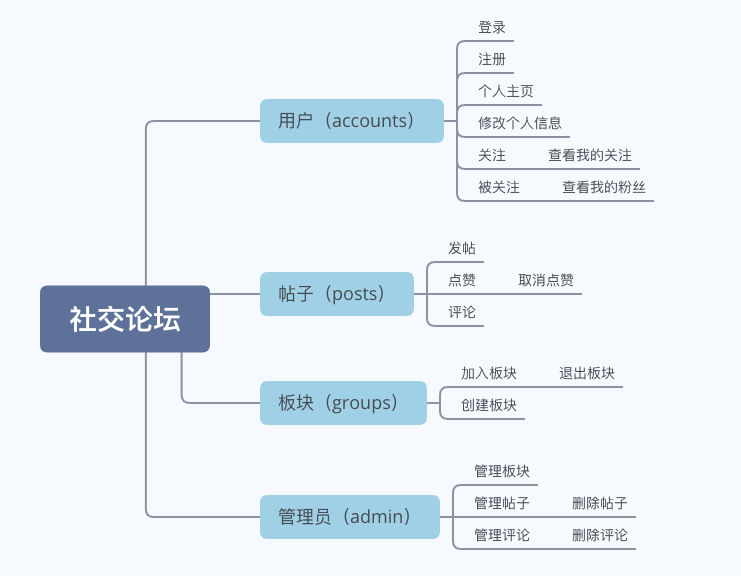 社交论坛
用户（accounts）
登录
注册
个人主页
修改个人信息
关注 查看我的关注
被关注 查看我的粉丝
帖子（posts）
发帖
点赞 取消点赞
评论
板块（groups）
加入板块 退出板块
创建板块
管理员（admin）
管理板块
管理帖子 删除帖子
管理评论 删除评论